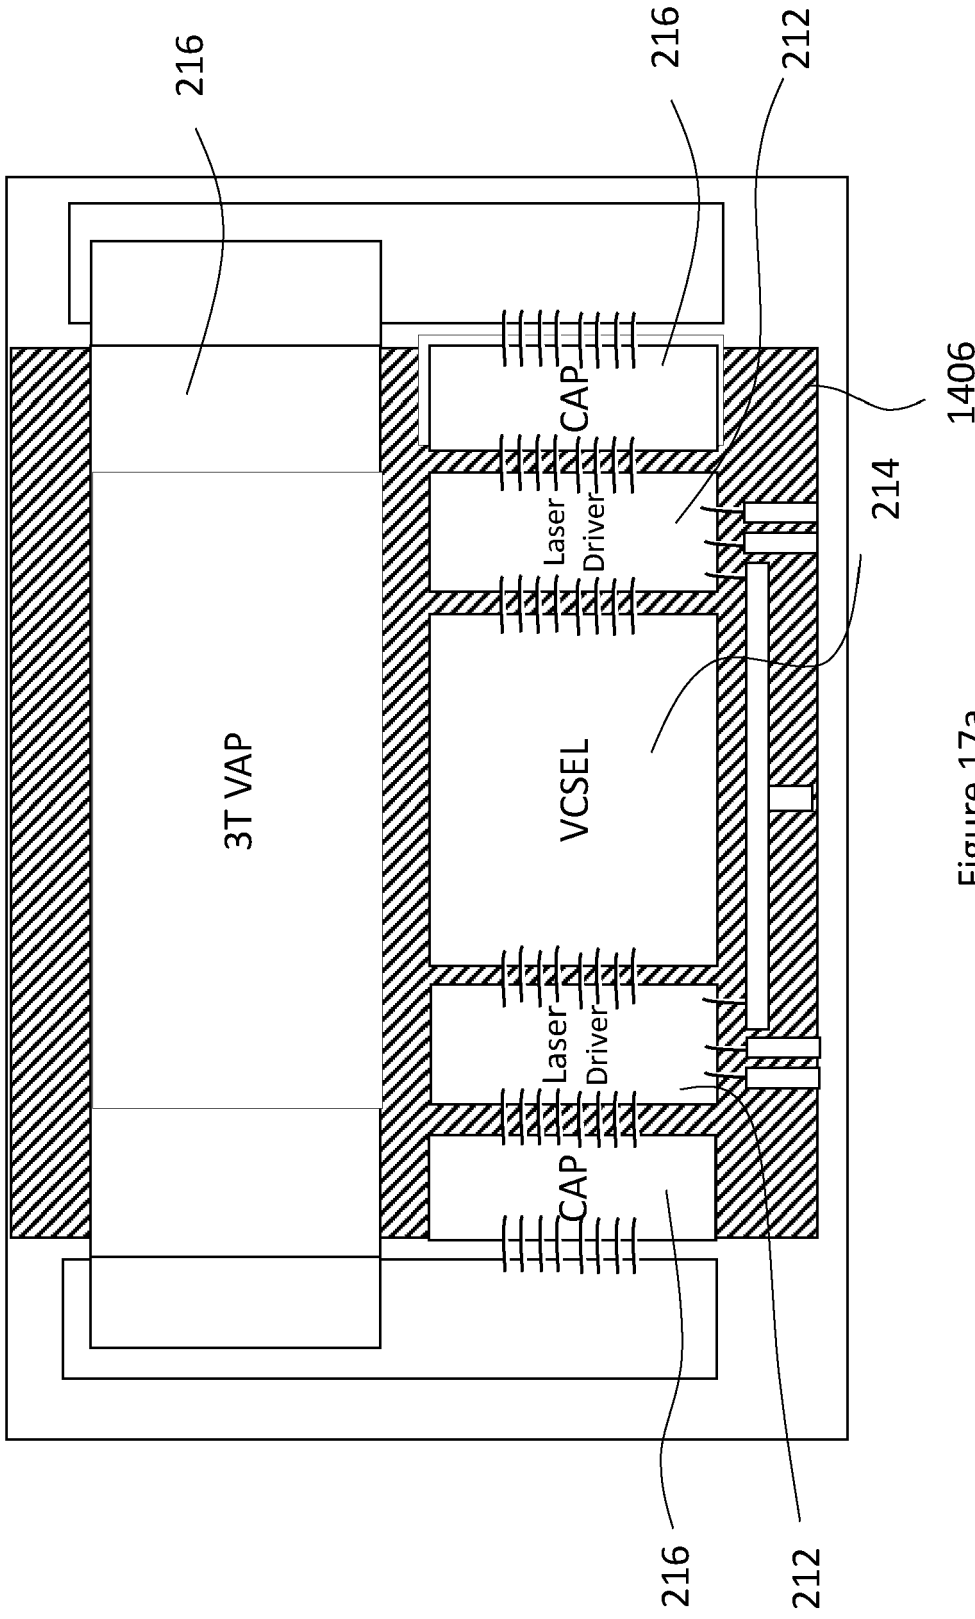 216
3T VAP
CAP
Laser
Driver
VCSEL
Laser
Driver
CAP
216
216
212
212
214
1406
Figure 17a